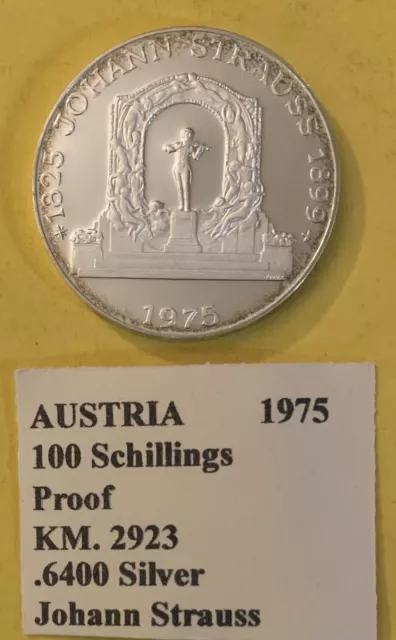 *1825 JOHANN STRAUSS 1899*
1975
AUSTRIA 1975
100 Schillings
Proof
KM. 2923
.6400 Silver
Johann Strauss